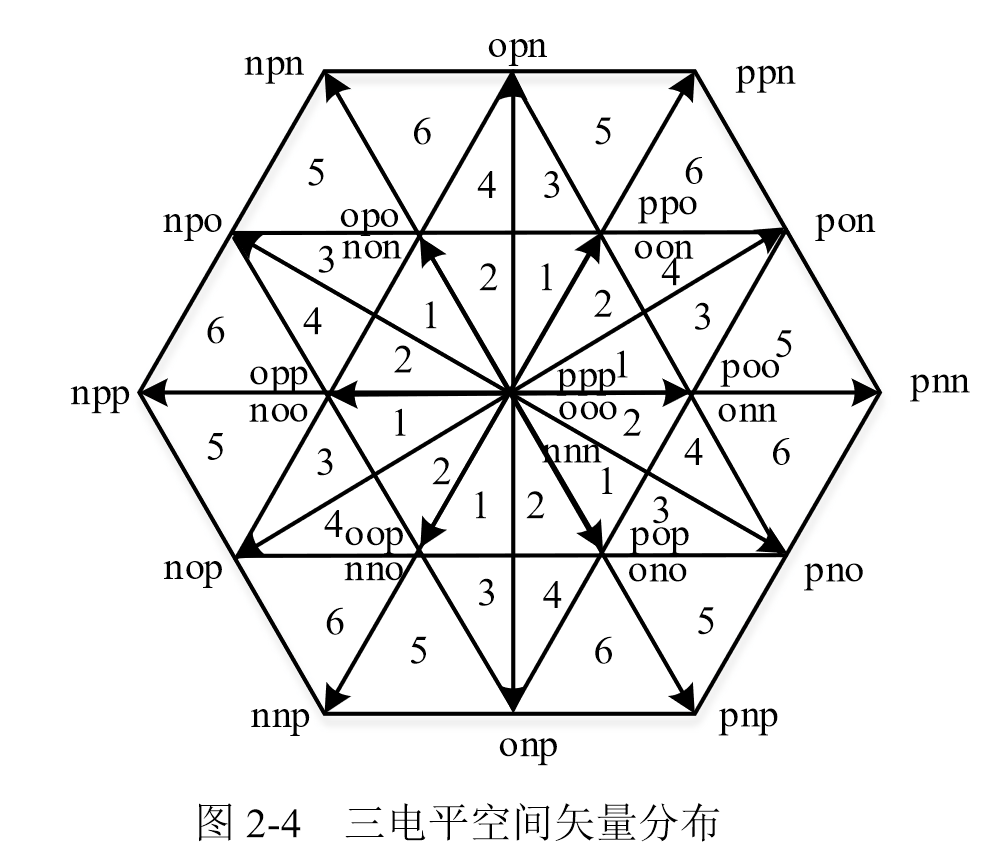 opn
npn
ppn
6
5
5
6
4
3
npo
opo
non
ppo
oon
pon
3
4
2
1
4
1
2
3
6
2
1
5
npp
opp
noo
ppp
ooo
nnn
poo
onn
pnn
1
2
5
3
2
1
4
6
4
1
2
3
nop
oop
nno
pop
ono
pno
3
4
6
5
6
5
nnp
onp
pnp
图 2-4 三电平空间矢量分布